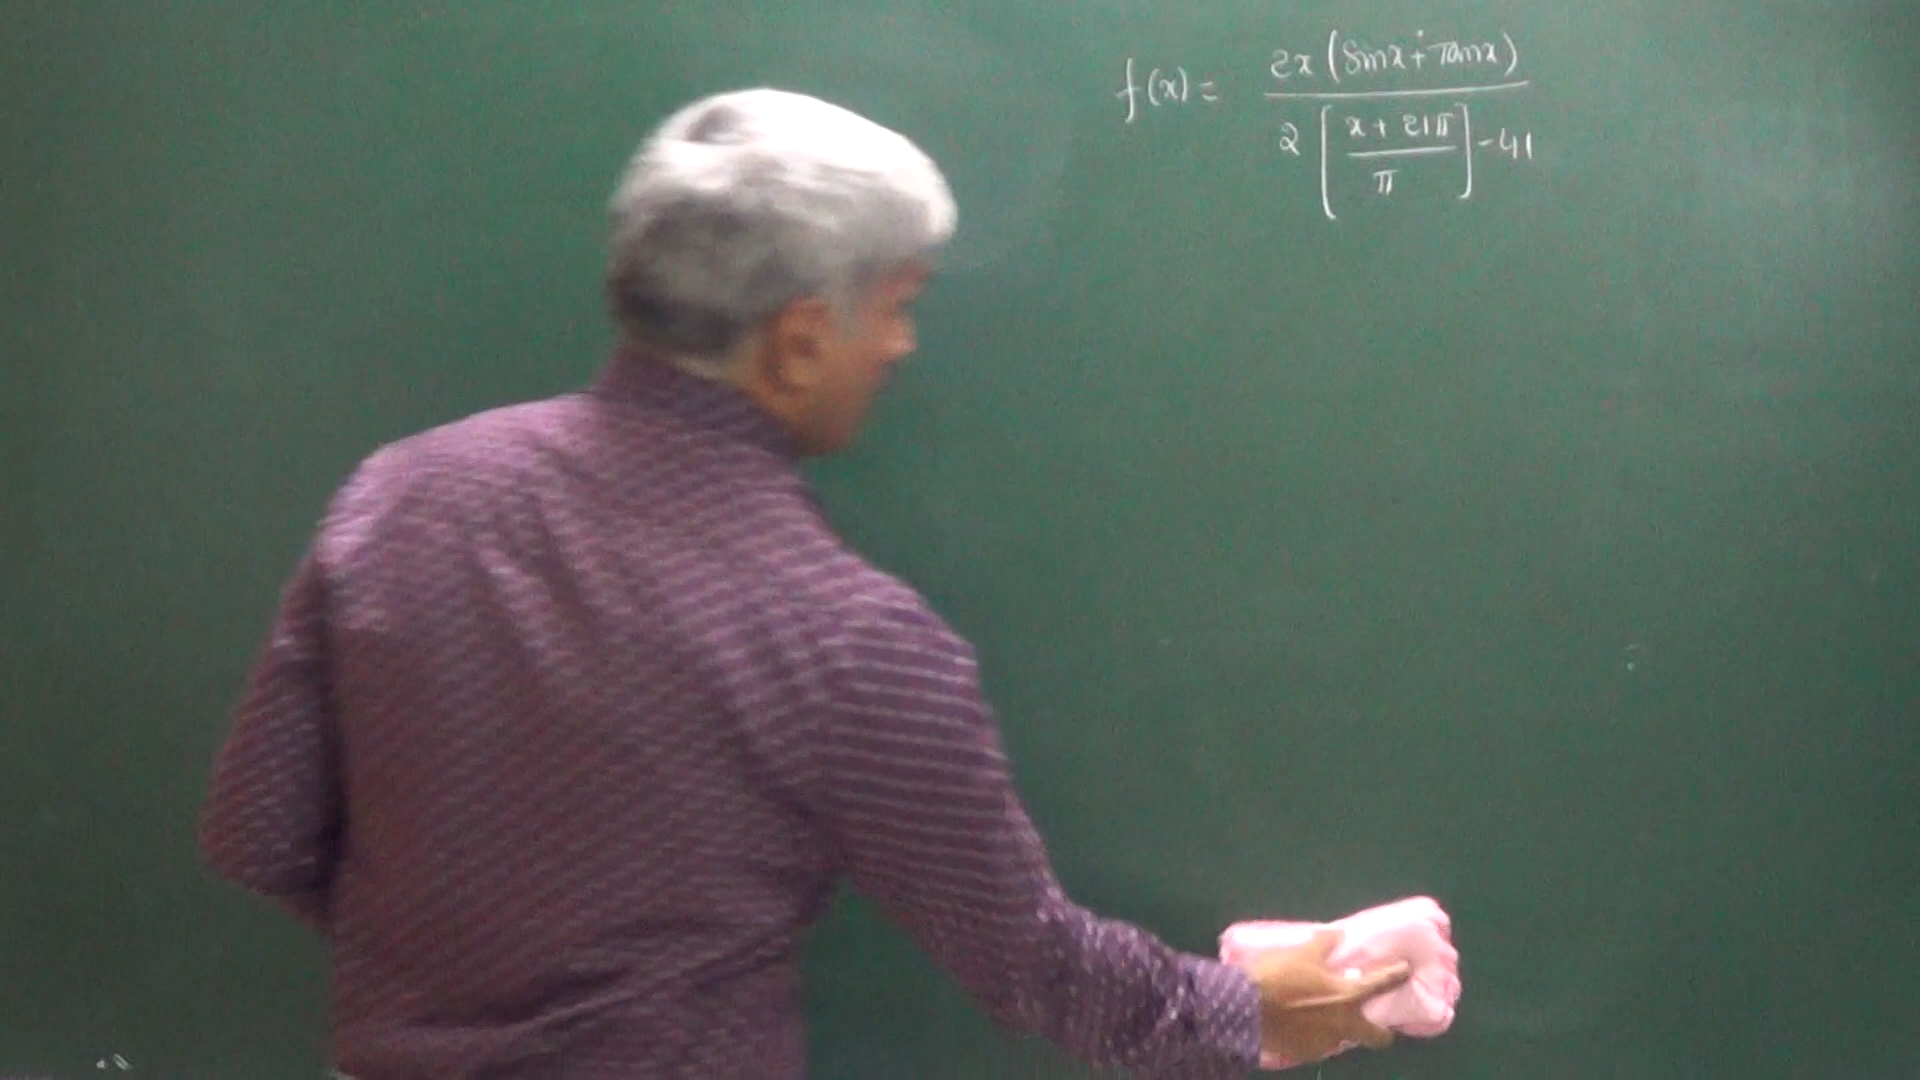 f(x) = 2x (Sinx + Tanx) / 2 [ x + 21π / π ] - 41